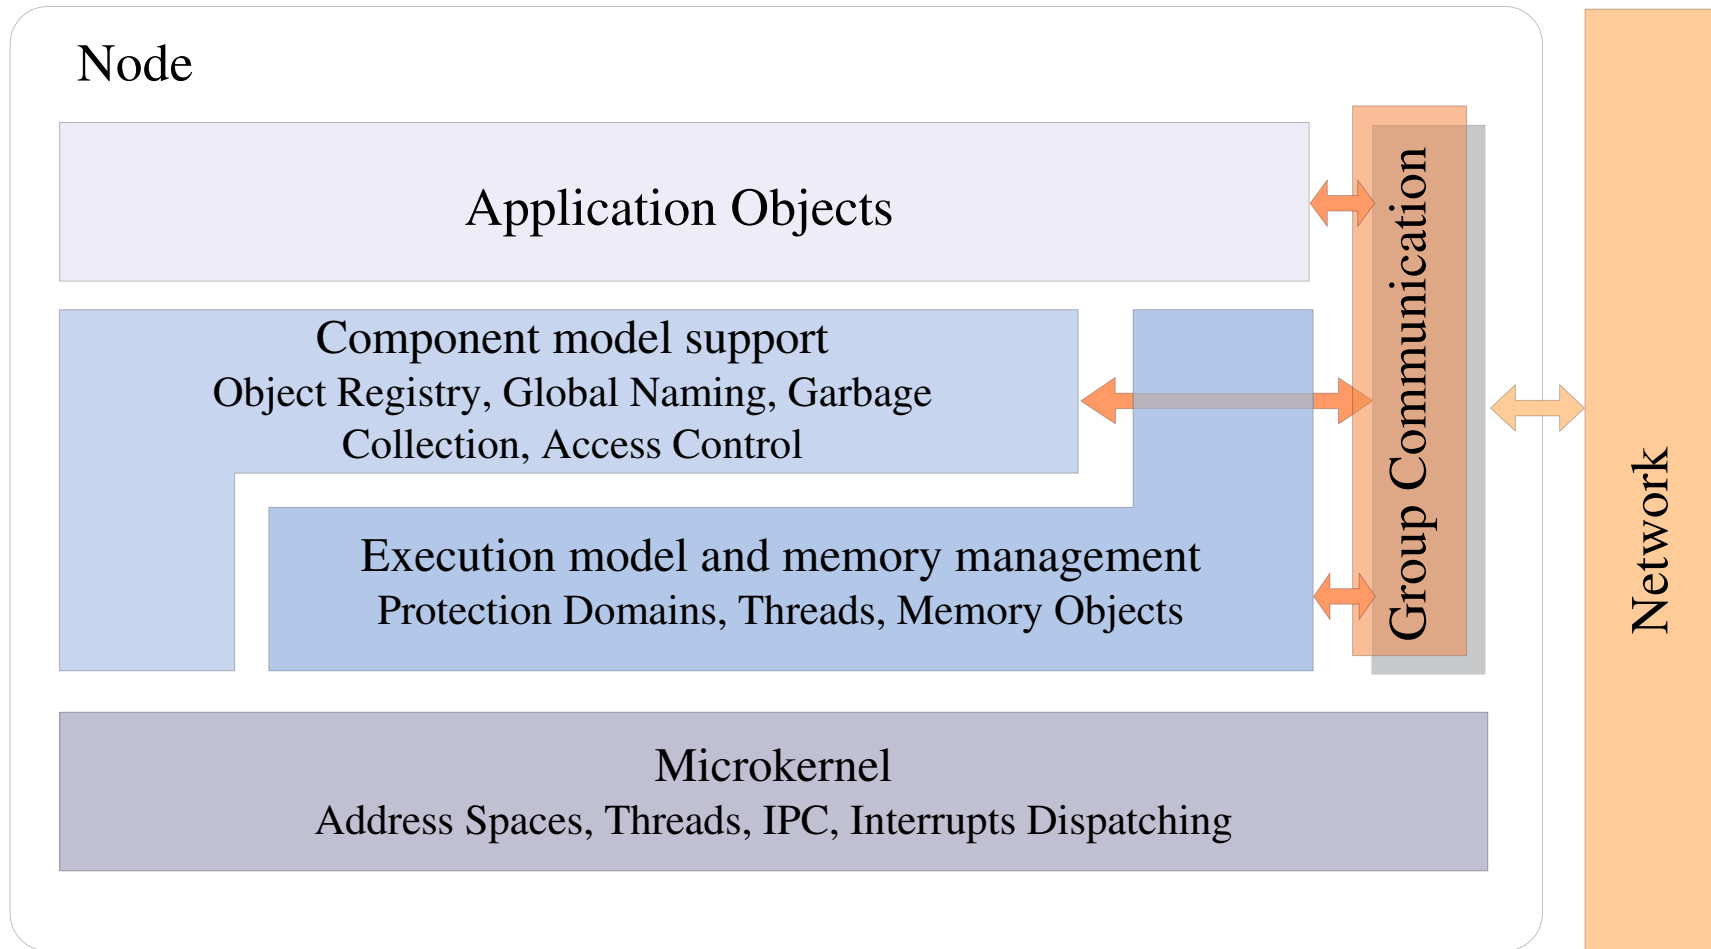 Node
Application Objects
Component model support
Object Registry, Global Naming, Garbage
Collection, Access Control
Execution model and memory management
Protection Domains, Threads, Memory Objects
Group Communication
Network
Microkernel
Address Spaces, Threads, IPC, Interrupts Dispatching